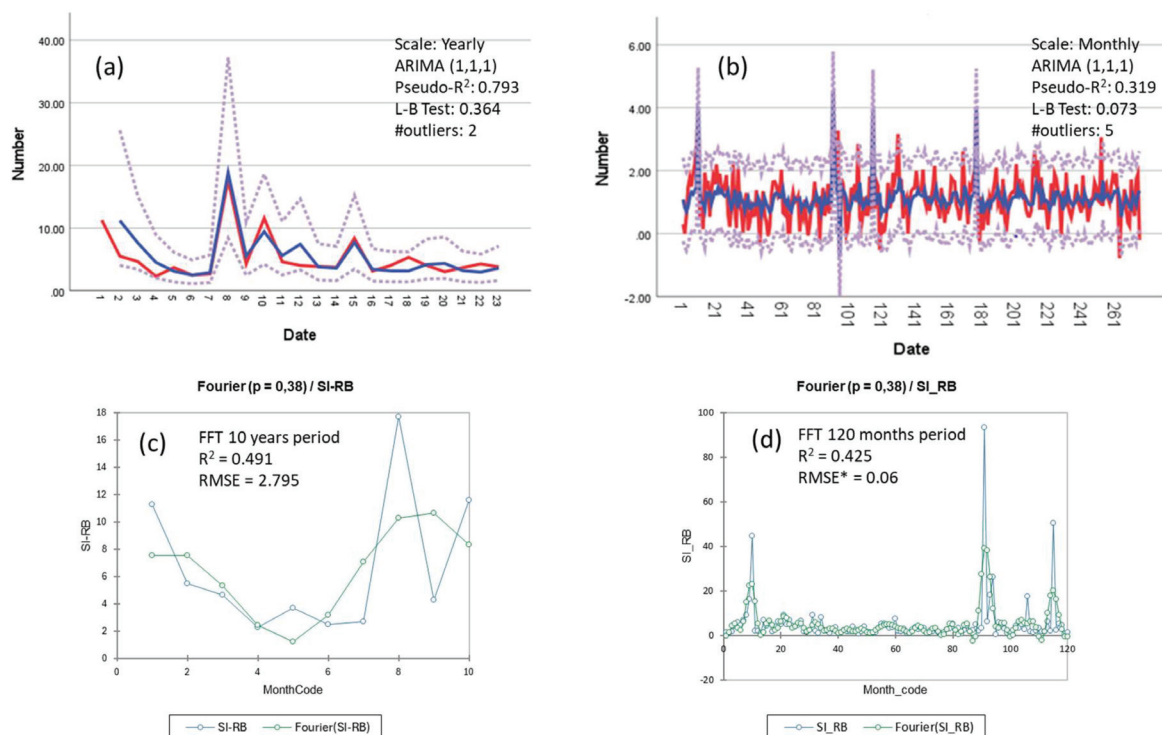 (a)
Scale: Yearly
ARIMA (1,1,1)
Pseudo-R²: 0.793
L-B Test: 0.364
#outliers: 2
Number
40.00
30.00
20.00
10.00
.00
1 2 3 4 5 6 7 8 9 10 11 12 13 14 15 16 17 18 19 20 21 22 23
Date
(b)
Scale: Monthly
ARIMA (1,1,1)
Pseudo-R²: 0.319
L-B Test: 0.073
#outliers: 5
Number
6.00
4.00
2.00
.00
-2.00
1 21 41 61 81 101 121 141 161 181 201 221 241 261
Date
Fourier (p = 0,38) / SI-RB
(c)
FFT 10 years period
R² = 0.491
RMSE = 2.795
SI-RB
18
16
14
12
10
8
6
4
2
0
0 2 4 6 8 10
MonthCode
SI-RB Fourier(SI-RB)
Fourier (p = 0,38) / SI_RB
(d)
FFT 120 months period
R² = 0.425
RMSE* = 0.06
SI_RB
100
80
60
40
20
0
-20
0 20 40 60 80 100 120
Month_code
SI_RB Fourier(SI_RB)